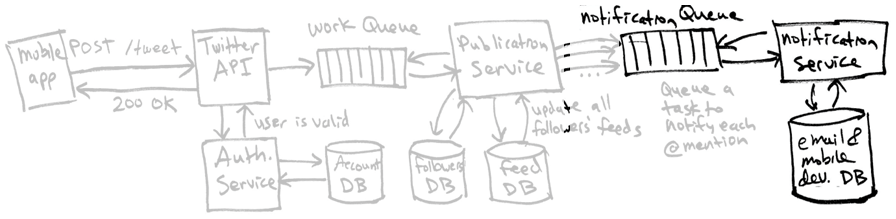 mobile
app
POST /tweet
200 OK
Twitter
API
user is valid
Auth.
Service
Account
DB
work Queue
Publication
Service
followers
DB
feed
DB
update all
followers' feeds
notification Queue
Queue a
task to
notify each
@mention
notification
Service
email &
mobile
dev. DB